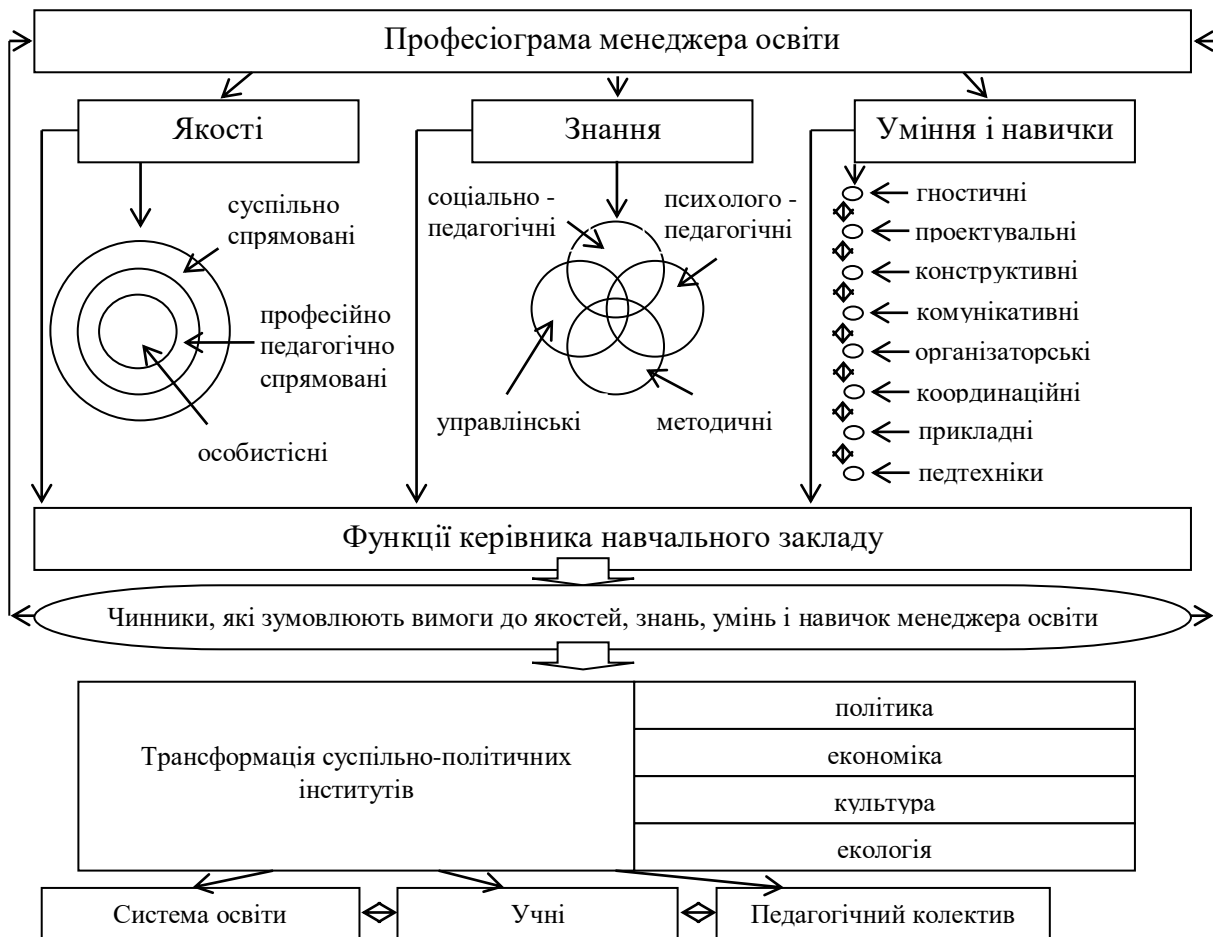 Професіограма менеджера освіти
Якості
Знання
Уміння і навички
суспільно
спрямовані
професійно
педагогічно
спрямовані
особистісні
соціально -
педагогічні
психолого -
педагогічні
управлінські
методичні
гностичні
проектувальні
конструктивні
комунікативні
організаторські
координаційні
прикладні
педтехніки
Функції керівника навчального закладу
Чинники, які зумовлюють вимоги до якостей, знань, умінь і навичок менеджера освіти
Трансформація суспільно-політичних
інститутів
політика
економіка
культура
екологія
Система освіти
Учні
Педагогічний колектив